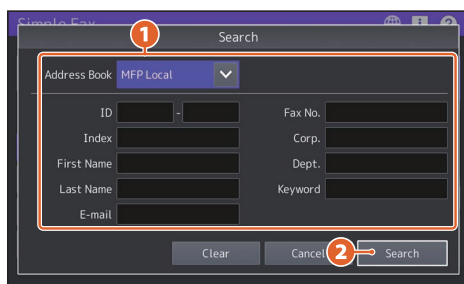 Simple Fax
1
Search
Address Book MFP Local
ID - Fax No.
Index Corp.
First Name Dept.
Last Name Keyword
E-mail
Clear Cancel 2 Search